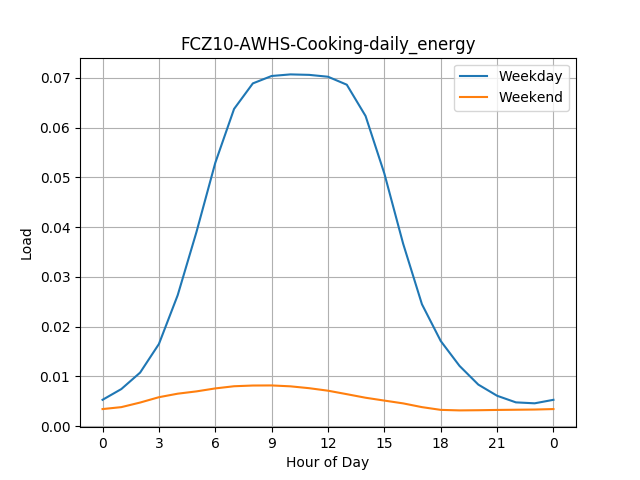 FCZ10-AWHS-Cooking-daily_energy
Weekday
Weekend
0.07
0.06
0.05
0.04
0.03
0.02
0.01
0.00
Load
0 3 6 9 12 15 18 21 0
Hour of Day